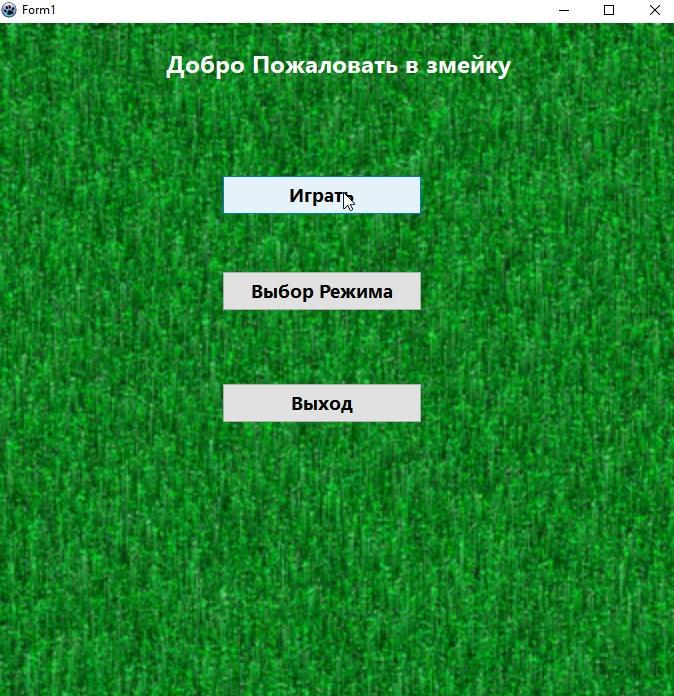 Form1
Добро Пожаловать в змейку
Играть
Выбор Режима
Выход